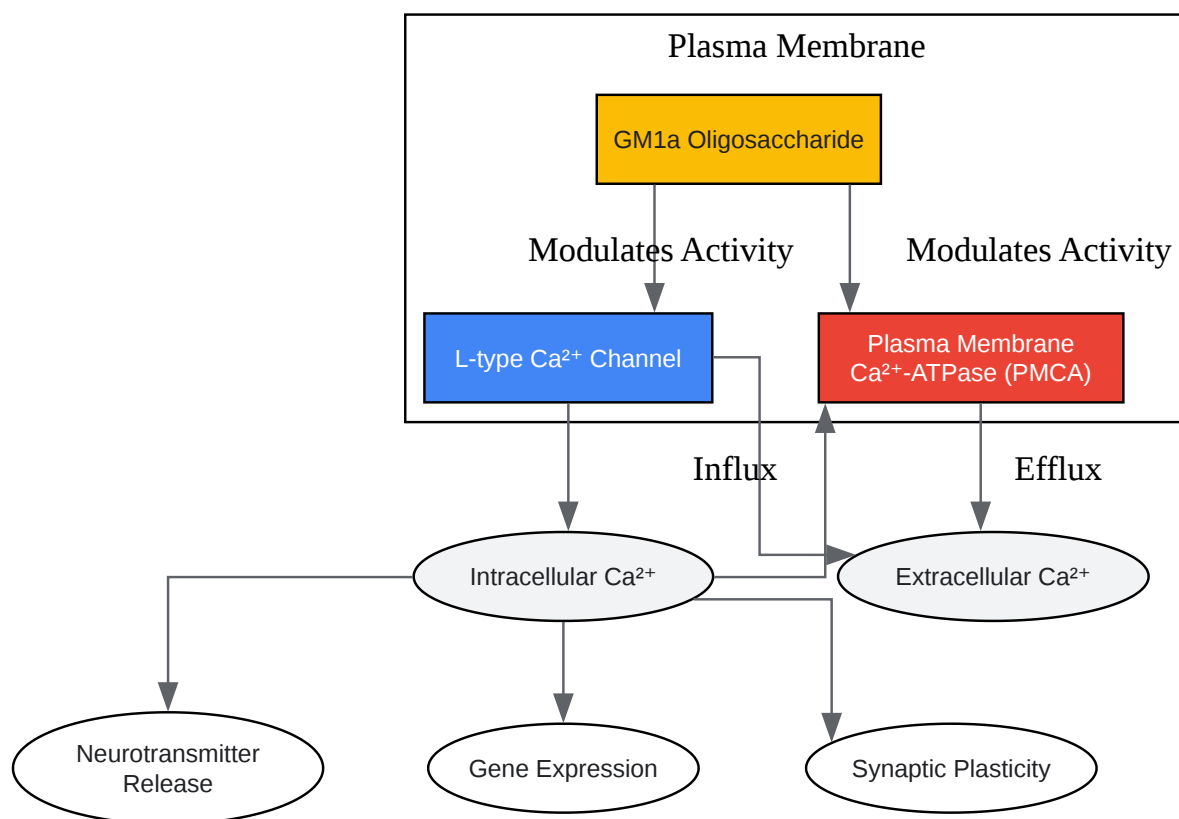 Plasma Membrane
GM1a Oligosaccharide
Modulates Activity
Modulates Activity
L-type Ca²⁺ Channel
Plasma Membrane
Ca²⁺-ATPase (PMCA)
Influx
Efflux
Intracellular Ca²⁺
Extracellular Ca²⁺
Neurotransmitter
Release
Gene Expression
Synaptic Plasticity